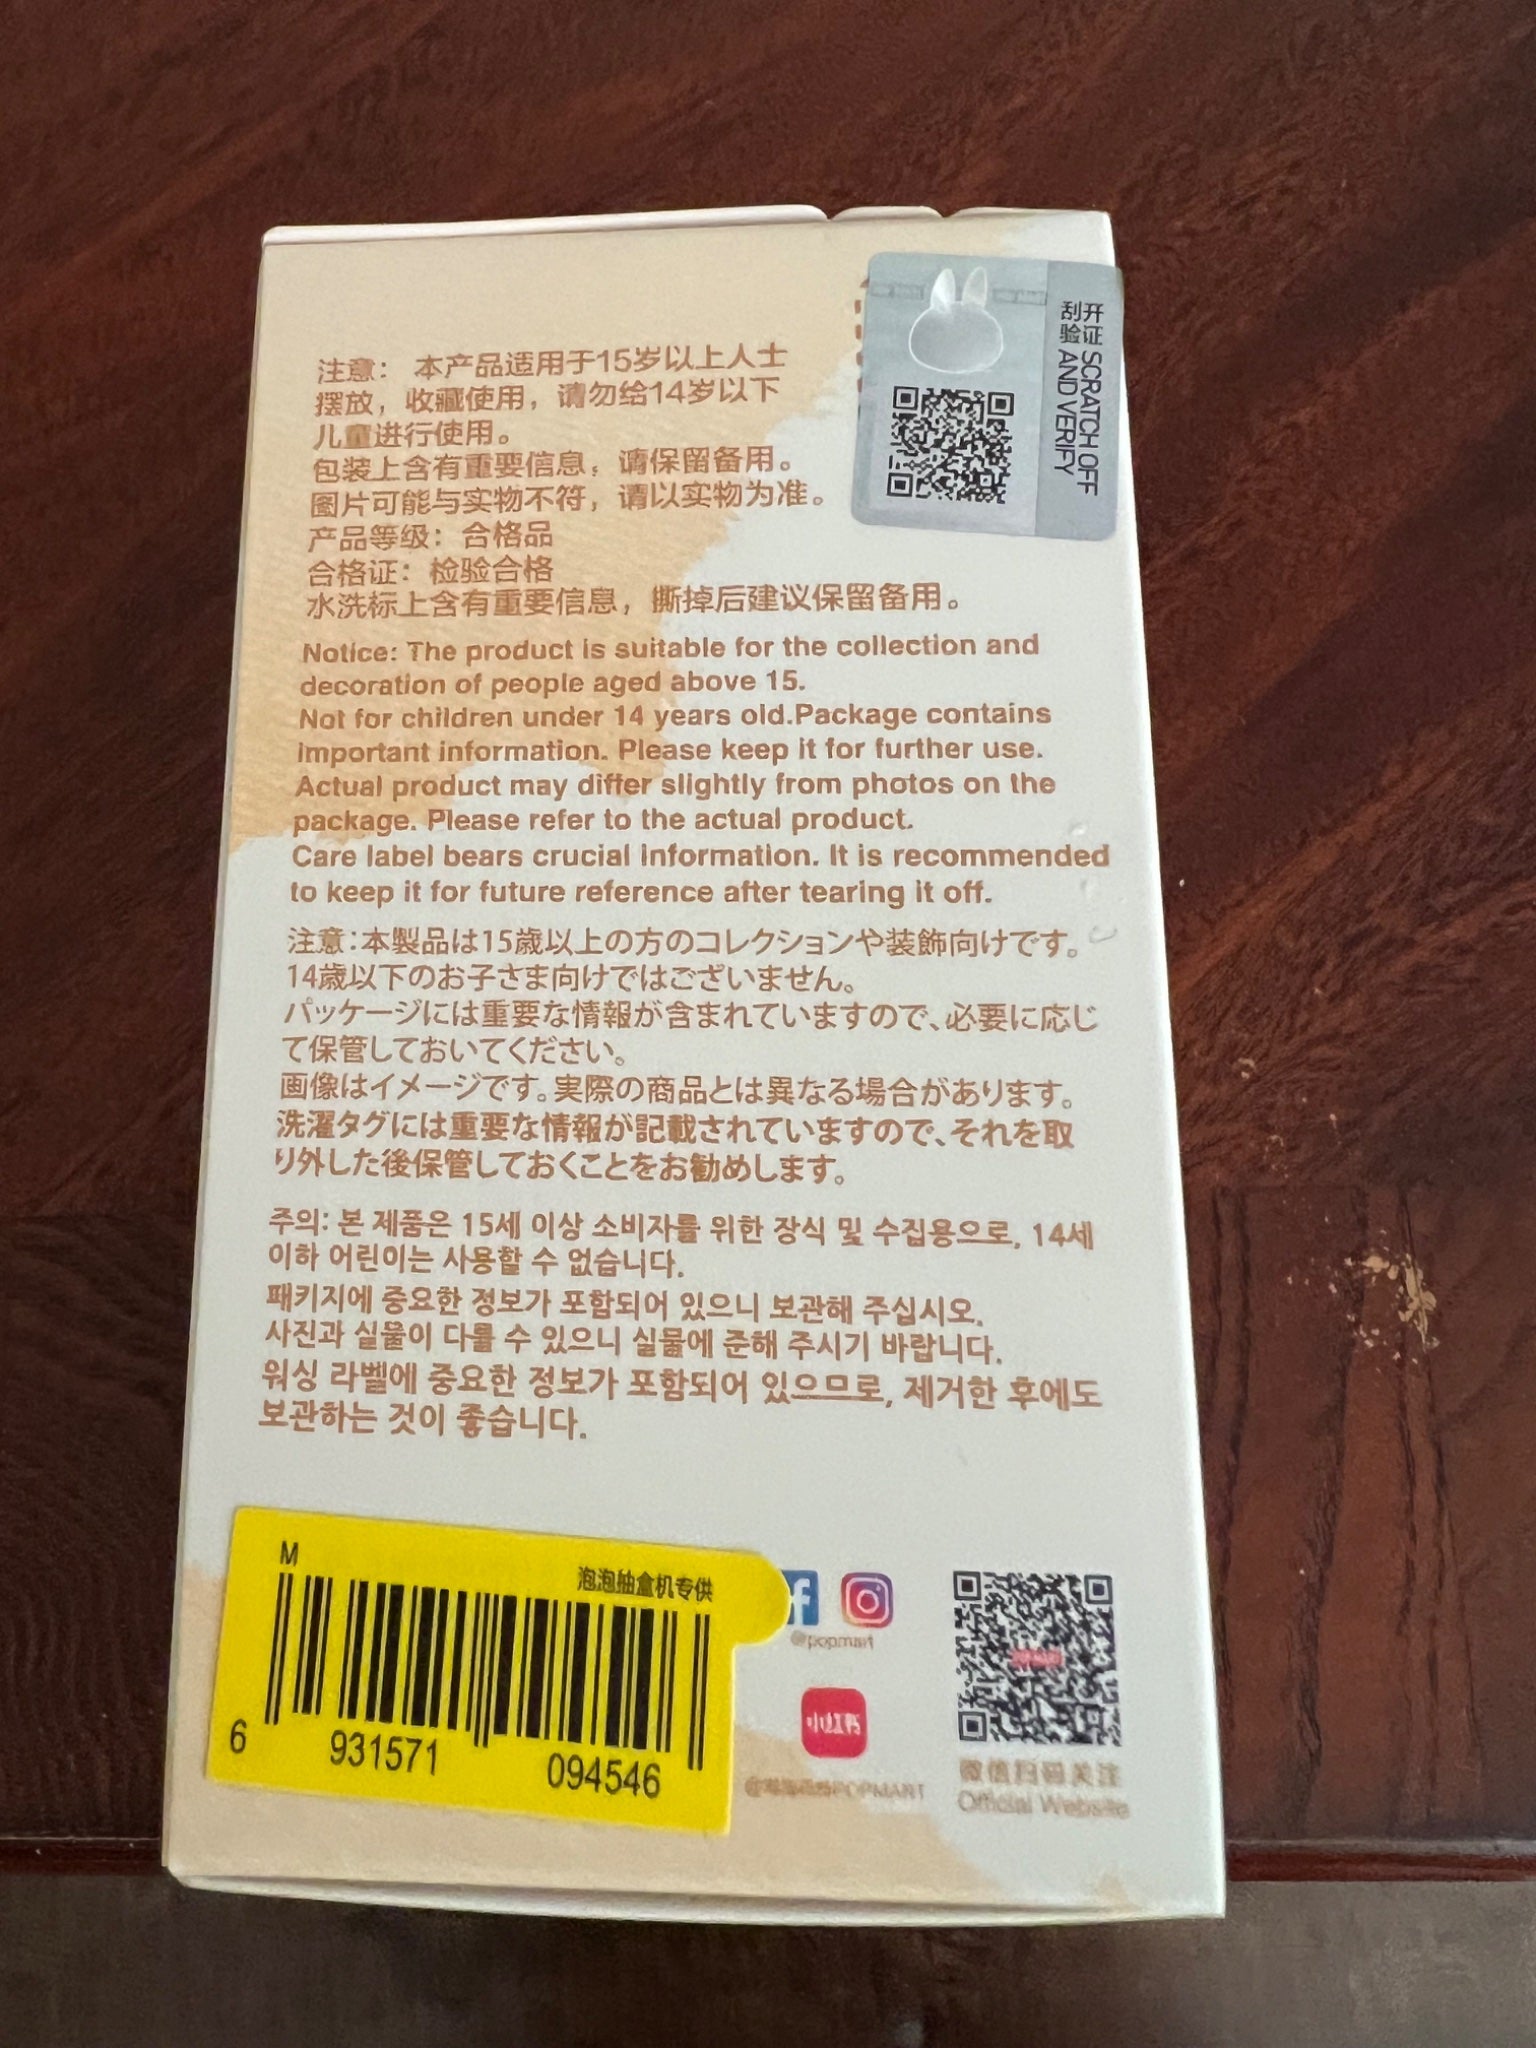 刮开
验证
SCRATCH OFF
AND VERIFY
注意： 本产品适用于15岁以上人士
摆放，收藏使用，请勿给14岁以下
儿童进行使用。
包装上含有重要信息，请保留备用。
图片可能与实物不符，请以实物为准。
产品等级：合格品
合格证：检验合格
水洗标上含有重要信息，撕掉后建议保留备用。
Notice: The product is suitable for the collection and
decoration of people aged above 15.
Not for children under 14 years old.Package contains
important information. Please keep it for further use.
Actual product may differ slightly from photos on the
package. Please refer to the actual product.
Care label bears crucial information. It is recommended
to keep it for future reference after tearing it off.
注意：本製品は15歳以上の方のコレクションや装飾向けです。
14歳以下のお子さま向けではございません。
パッケージには重要な情報が含まれていますので、必要に応じ
て保管しておいてください。
画像はイメージです。実際の商品とは異なる場合があります。
洗濯タグには重要な情報が記載されていますので、それを取
り外した後保管しておくことをお勧めします。
주의: 본 제품은 15세 이상 소비자를 위한 장식 및 수집용으로, 14세
이하 어린이는 사용할 수 없습니다.
패키지에 중요한 정보가 포함되어 있으니 보관해 주십시오.
사진과 실물이 다를 수 있으니 실물에 준해 주시기 바랍니다.
워싱 라벨에 중요한 정보가 포함되어 있으므로, 제거한 후에도
보관하는 것이 좋습니다.
M
泡泡抽盒机专供
6 931571 094546
@popmart
小红书
POPMART
微信扫码关注
Official Website